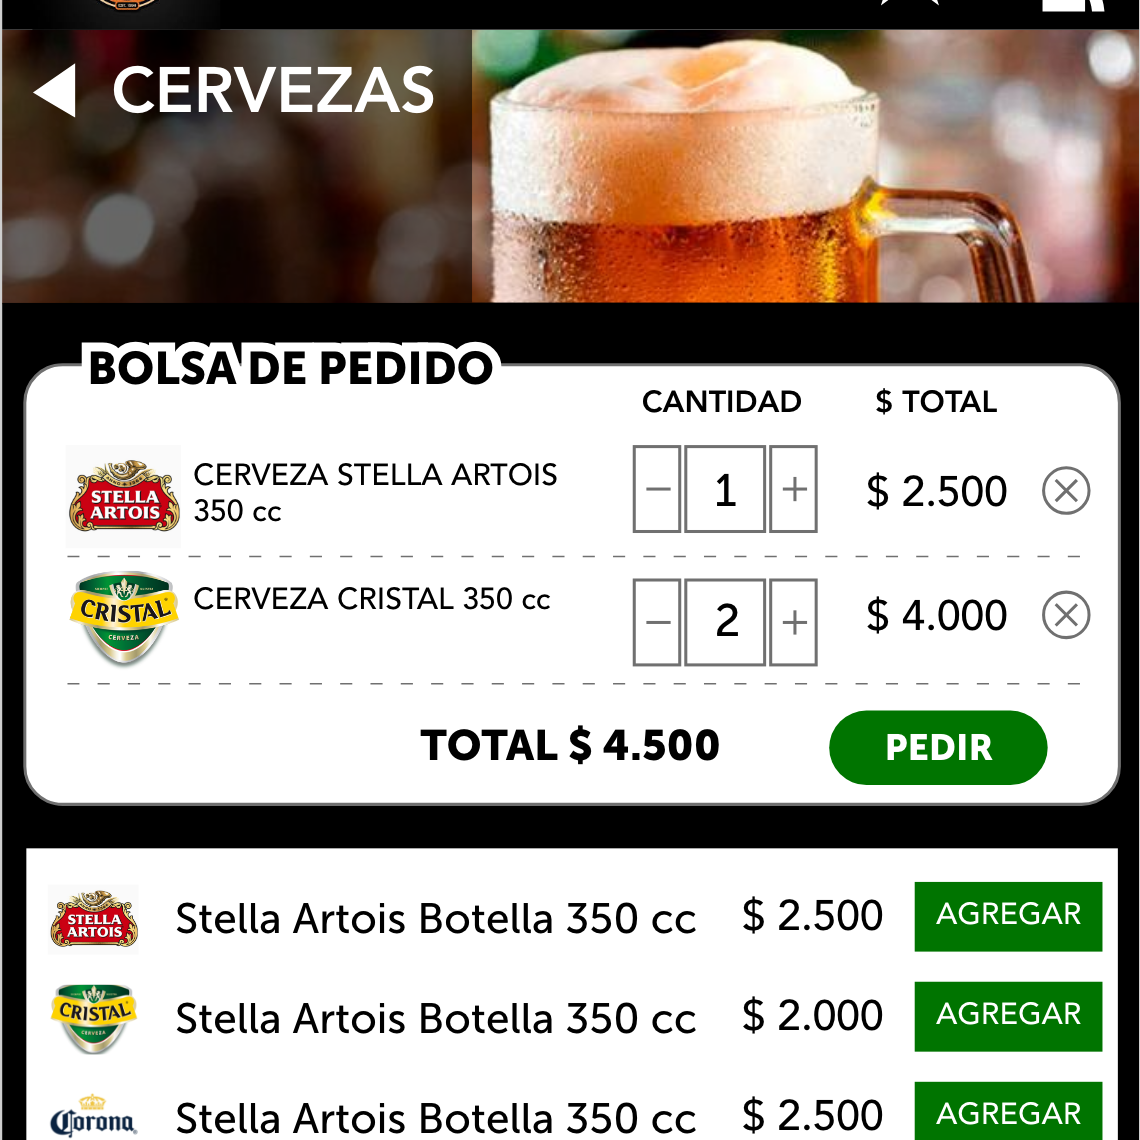 CERVEZAS
BOLSA DE PEDIDO
CANTIDAD $ TOTAL
STELLA
ARTOIS
CERVEZA STELLA ARTOIS
350 cc
1
$ 2.500
CRISTAL
CERVEZA
CERVEZA CRISTAL 350 cc
2
$ 4.000
TOTAL $ 4.500
PEDIR
STELLA
ARTOIS
Stella Artois Botella 350 cc $ 2.500 AGREGAR
CRISTAL
CERVEZA
Stella Artois Botella 350 cc $ 2.000 AGREGAR
Corona
Stella Artois Botella 350 cc $ 2.500 AGREGAR